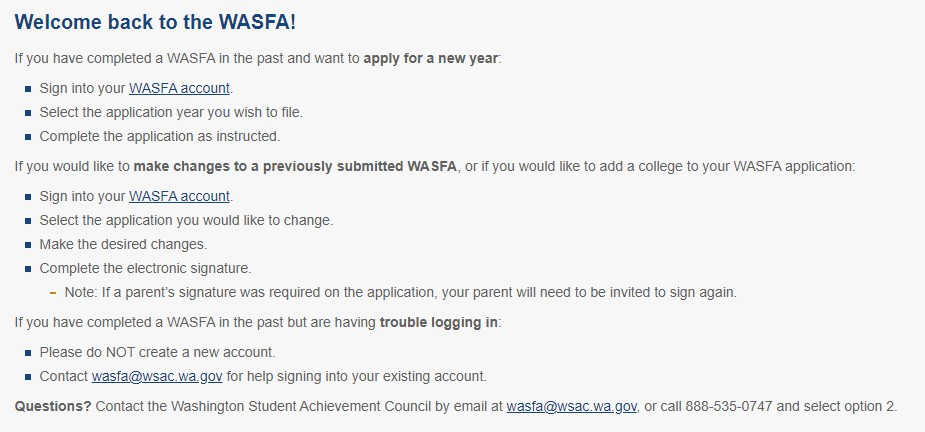 Welcome back to the WASFA!
If you have completed a WASFA in the past and want to apply for a new year:
Sign into your WASFA account.
Select the application year you wish to file.
Complete the application as instructed.
If you would like to make changes to a previously submitted WASFA, or if you would like to add a college to your WASFA application:
Sign into your WASFA account.
Select the application you would like to change.
Make the desired changes.
Complete the electronic signature.
– Note: If a parent’s signature was required on the application, your parent will need to be invited to sign again.
If you have completed a WASFA in the past but are having trouble logging in:
Please do NOT create a new account.
Contact wasfa@wsac.wa.gov for help signing into your existing account.
Questions? Contact the Washington Student Achievement Council by email at wasfa@wsac.wa.gov, or call 888-535-0747 and select option 2.